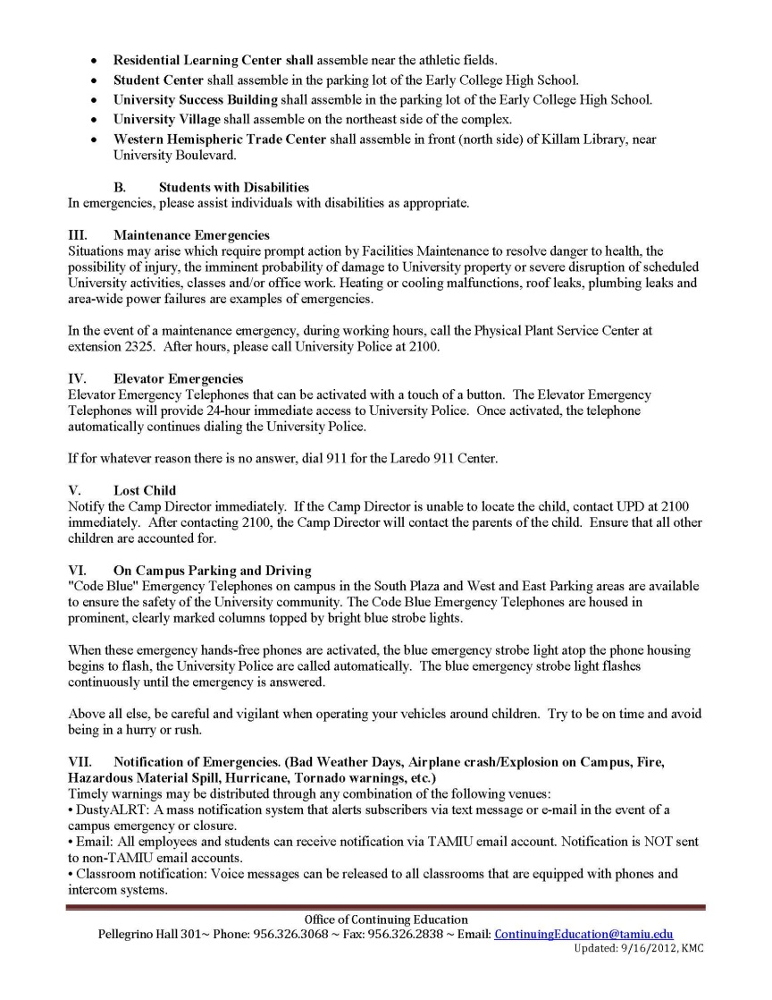 • Residential Learning Center shall assemble near the athletic fields.
• Student Center shall assemble in the parking lot of the Early College High School.
• University Success Building shall assemble in the parking lot of the Early College High School.
• University Village shall assemble on the northeast side of the complex.
• Western Hemispheric Trade Center shall assemble in front (north side) of Killam Library, near
University Boulevard.
B. Students with Disabilities
In emergencies, please assist individuals with disabilities as appropriate.
III. Maintenance Emergencies
Situations may arise which require prompt action by Facilities Maintenance to resolve danger to health, the
possibility of injury, the imminent probability of damage to University property or severe disruption of scheduled
University activities, classes and/or office work. Heating or cooling malfunctions, roof leaks, plumbing leaks and
area-wide power failures are examples of emergencies.
In the event of a maintenance emergency, during working hours, call the Physical Plant Service Center at
extension 2325. After hours, please call University Police at 2100.
IV. Elevator Emergencies
Elevator Emergency Telephones that can be activated with a touch of a button. The Elevator Emergency
Telephones will provide 24-hour immediate access to University Police. Once activated, the telephone
automatically continues dialing the University Police.
If for whatever reason there is no answer, dial 911 for the Laredo 911 Center.
V. Lost Child
Notify the Camp Director immediately. If the Camp Director is unable to locate the child, contact UPD at 2100
immediately. After contacting 2100, the Camp Director will contact the parents of the child. Ensure that all other
children are accounted for.
VI. On Campus Parking and Driving
"Code Blue" Emergency Telephones on campus in the South Plaza and West and East Parking areas are available
to ensure the safety of the University community. The Code Blue Emergency Telephones are housed in
prominent, clearly marked columns topped by bright blue strobe lights.
When these emergency hands-free phones are activated, the blue emergency strobe light atop the phone housing
begins to flash, the University Police are called automatically. The blue emergency strobe light flashes
continuously until the emergency is answered.
Above all else, be careful and vigilant when operating your vehicles around children. Try to be on time and avoid
being in a hurry or rush.
VII. Notification of Emergencies. (Bad Weather Days, Airplane crash/Explosion on Campus, Fire,
Hazardous Material Spill, Hurricane, Tornado warnings, etc.)
Timely warnings may be distributed through any combination of the following venues:
• DustyALRT: A mass notification system that alerts subscribers via text message or e-mail in the event of a
campus emergency or closure.
• Email: All employees and students can receive notification via TAMIU email account. Notification is NOT sent
to non-TAMIU email accounts.
• Classroom notification: Voice messages can be released to all classrooms that are equipped with phones and
intercom systems.
Office of Continuing Education
Pellegrino Hall 301~ Phone: 956.326.3068 ~ Fax: 956.326.2838 ~ Email: ContinuingEducation@tamiu.edu
Updated: 9/16/2012, KMC